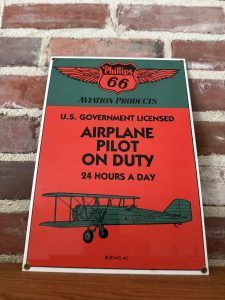 Phillips
66
AVIATION PRODUCTS
U.S. GOVERNMENT LICENSED
AIRPLANE
PILOT
ON DUTY
24 HOURS A DAY